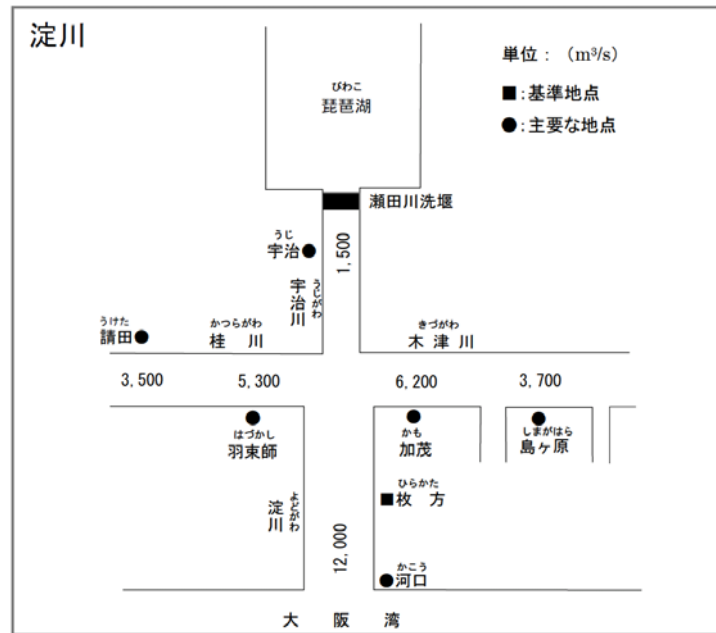 淀川
単位：（m³/s）
■：基準地点
●：主要な地点
びわこ
琵琶湖
瀬田川洗堰
うじ
宇治●
1,500
うじがわ
宇治川
うけた
請田●
かつらがわ
桂　川
きづがわ
木 津 川
3,500
5,300
6,200
3,700
はづかし
羽束師
かも
加茂
しまがはら
島ヶ原
ひらかた
■枚　方
よどがわ
淀川
12,000
かこう
●河口
大　阪　湾